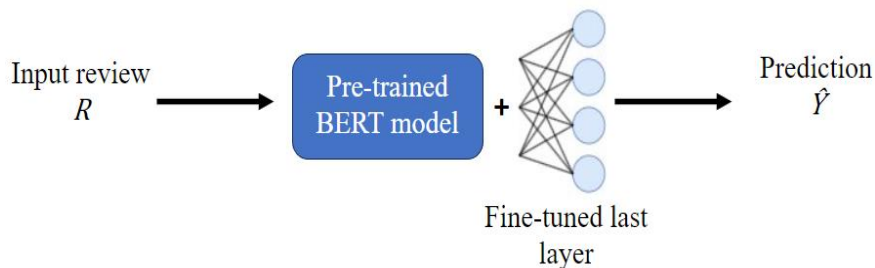 Input review
R
Pre-trained
BERT model
+
Fine-tuned last
layer
Prediction
Ŷ